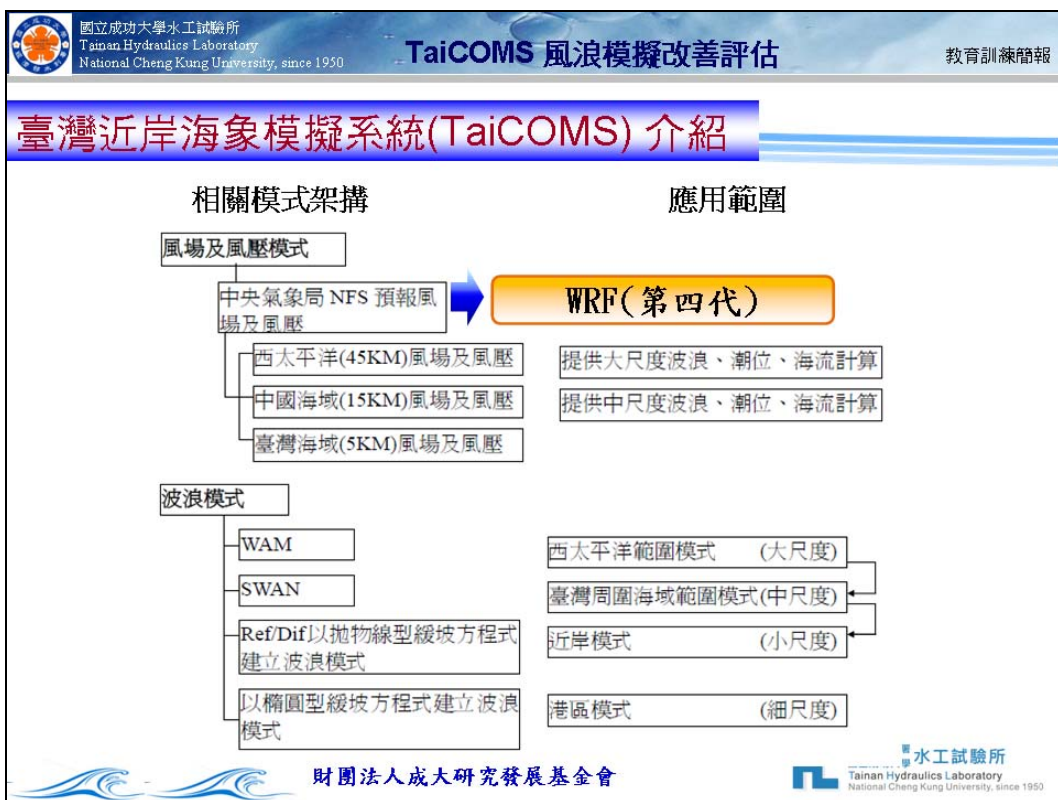 國立成功大學水工試驗所
Tainan Hydraulics Laboratory
National Cheng Kung University, since 1950
TaiCOMS 風浪模擬改善評估
教育訓練簡報
臺灣近岸海象模擬系統(TaiCOMS) 介紹
相關模式架構
應用範圍
風場及風壓模式
中央氣象局 NFS 預報風
場及風壓
WRF(第四代)
西太平洋(45KM)風場及風壓
提供大尺度波浪、潮位、海流計算
中國海域(15KM)風場及風壓
提供中尺度波浪、潮位、海流計算
臺灣海域(5KM)風場及風壓
波浪模式
WAM
西太平洋範圍模式 (大尺度)
SWAN
臺灣周圍海域範圍模式(中尺度)
Ref/Dif以拋物線型緩坡方程式
建立波浪模式
近岸模式 (小尺度)
以橢圓型緩坡方程式建立波浪
模式
港區模式 (細尺度)
財團法人成大研究發展基金會
水工試驗所
Tainan Hydraulics Laboratory
National Cheng Kung University, since 1950